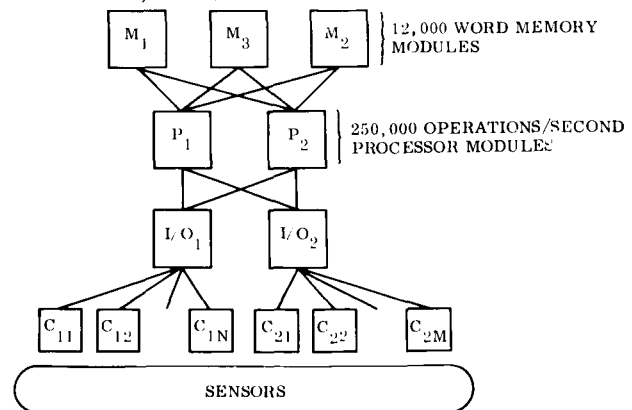 M1 M3 M2
12,000 WORD MEMORY
MODULES
P1 P2
250,000 OPERATIONS/SECOND
PROCESSOR MODULES
I/O1 I/O2
C11 C12 C1N C21 C22 C2M
SENSORS